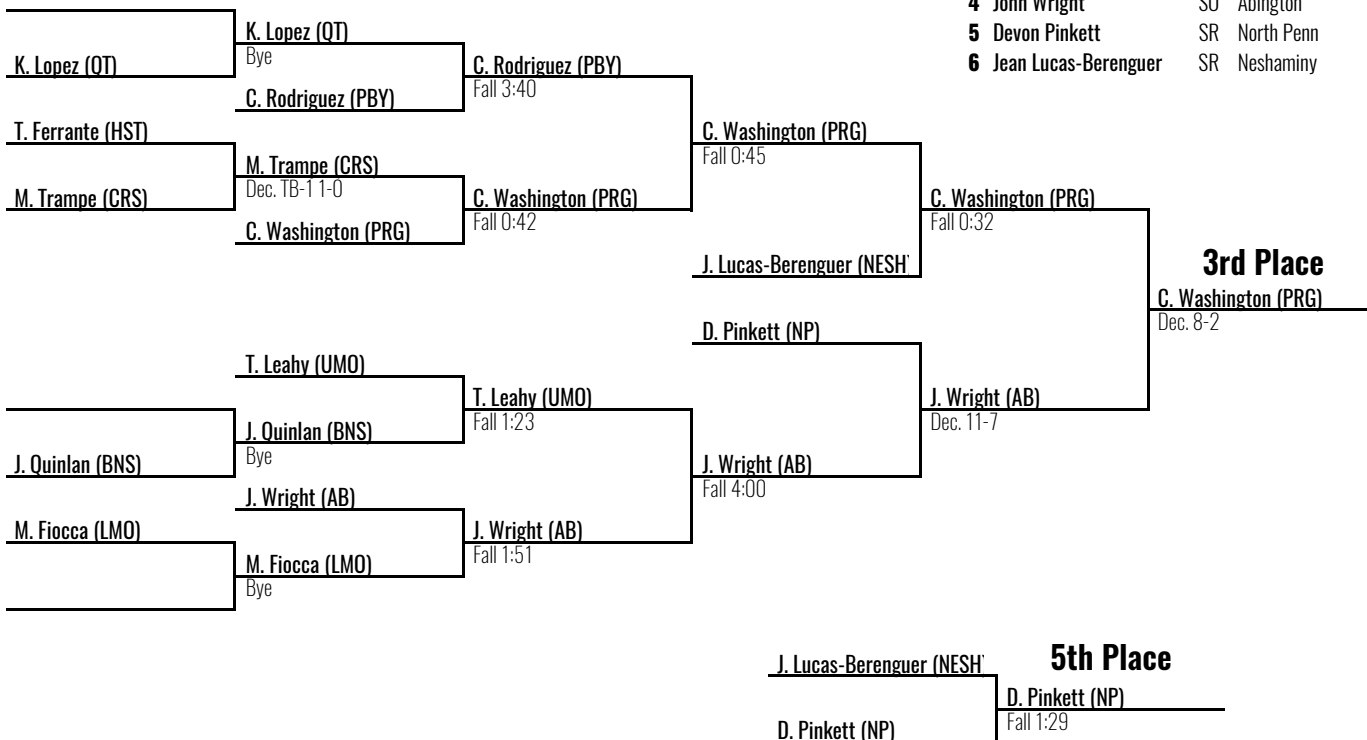 4 John Wright SO Abington
K. Lopez (QT)
Bye
5 Devon Pinkett SR North Penn
K. Lopez (QT)
C. Rodriguez (PBY)
Fall 3:40
6 Jean Lucas-Berenguer SR Neshaminy
C. Rodriguez (PBY)
T. Ferrante (HST)
C. Washington (PRG)
Fall 0:45
M. Trampe (CRS)
Dec. TB-1 1-0
M. Trampe (CRS)
C. Washington (PRG)
Fall 0:42
C. Washington (PRG)
Fall 0:32
C. Washington (PRG)
J. Lucas-Berenguer (NESH)
3rd Place
C. Washington (PRG)
Dec. 8-2
D. Pinkett (NP)
T. Leahy (UMO)
T. Leahy (UMO)
Fall 1:23
J. Wright (AB)
Dec. 11-7
J. Quinlan (BNS)
Bye
J. Quinlan (BNS)
J. Wright (AB)
Fall 4:00
J. Wright (AB)
M. Fiocca (LMO)
J. Wright (AB)
Fall 1:51
M. Fiocca (LMO)
Bye
J. Lucas-Berenguer (NESH)
5th Place
D. Pinkett (NP)
Fall 1:29
D. Pinkett (NP)